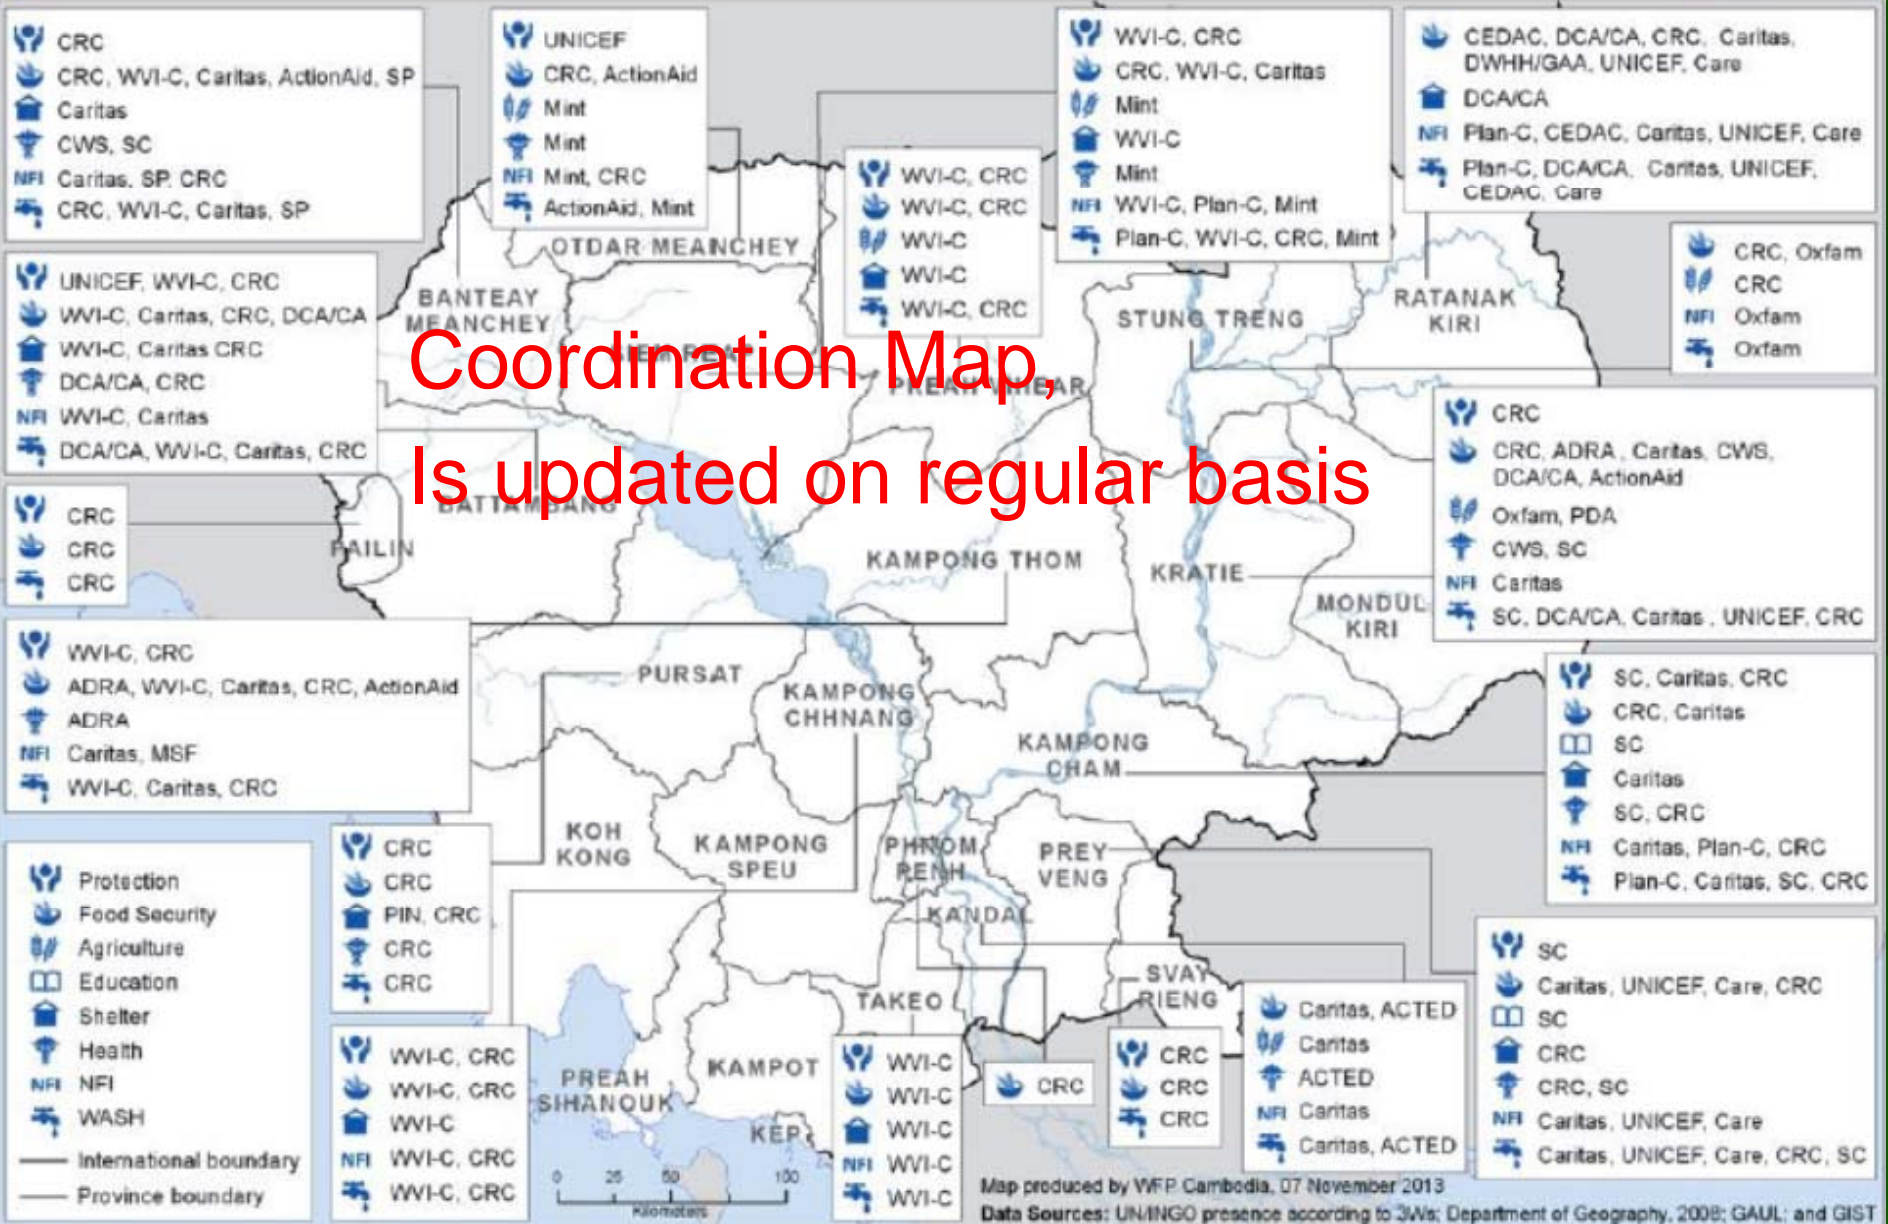 CRC
CRC, WVI-C, Caritas, ActionAid, SP
Caritas
CWS, SC
NFI Caritas, SP. CRC
CRC, WVI-C, Caritas, SP
UNICEF
CRC, ActionAid
Mint
Mint
NFI Mint, CRC
ActionAid, Mint
WVI-C, CRC
WVI-C, CRC
WVI-C
WVI-C
WVI-C, CRC
WVI-C, CRC
CRC, WVI-C, Caritas
Mint
WVI-C
Mint
NFI WVI-C, Plan-C, Mint
Plan-C, WVI-C, CRC, Mint
CEDAC, DCA/CA, CRC, Caritas,
DWHH/GAA, UNICEF, Care
DCA/CA
NFI Plan-C, CEDAC, Caritas, UNICEF, Care
Plan-C, DCA/CA, Caritas, UNICEF,
CEDAC, Care
CRC, Oxfam
CRC
NFI Oxfam
Oxfam
UNICEF, WVI-C, CRC
WVI-C, Caritas, CRC, DCA/CA
WVI-C, Caritas CRC
DCA/CA, CRC
NFI WVI-C, Caritas
DCA/CA, WVI-C, Caritas, CRC
OTDAR MEANCHEY
BANTEAY
MEANCHEY
SIEM REAP
PREAH VIHEAR
STUNG TRENG
RATANAK
KIRI
Coordination Map,
Is updated on regular basis
BATTAMBANG
PAILIN
KAMPONG THOM
KRATIE
MONDUL
KIRI
CRC
CRC
CRC
CRC
CRC, ADRA , Caritas, CWS,
DCA/CA, ActionAid
Oxfam, PDA
CWS, SC
NFI Caritas
SC, DCA/CA, Caritas , UNICEF, CRC
WVI-C, CRC
ADRA, WVI-C, Caritas, CRC, ActionAid
ADRA
NFI Caritas, MSF
WVI-C, Caritas, CRC
PURSAT
KAMPONG
CHHNANG
KAMPONG
CHAM
SC, Caritas, CRC
CRC, Caritas
SC
Caritas
SC, CRC
NFI Caritas, Plan-C, CRC
Plan-C, Caritas, SC, CRC
KOH
KONG
KAMPONG
SPEU
PHNOM
PENH
PREY
VENG
KANDAL
SVAY
RIENG
TAKEO
KAMPOT
PREAH
SIHANOUK
KEP
CRC
CRC
PIN, CRC
CRC
CRC
Protection
Food Security
Agriculture
Education
Shelter
Health
NFI NFI
WASH
International boundary
Province boundary
WVI-C, CRC
WVI-C, CRC
WVI-C
NFI WVI-C, CRC
WVI-C, CRC
0 25 50 100
Kilometers
WVI-C
WVI-C
WVI-C
NFI WVI-C
WVI-C
CRC
CRC
CRC
CRC
Caritas, ACTED
Caritas
ACTED
NFI Caritas
Caritas, ACTED
SC
Caritas, UNICEF, Care, CRC
SC
CRC
CRC, SC
NFI Caritas, UNICEF, Care
Caritas, UNICEF, Care, CRC, SC
Map produced by WFP Cambodia, 07 November 2013
Data Sources: UN/INGO presence according to 3Ws; Department of Geography, 2008; GAUL; and GIST